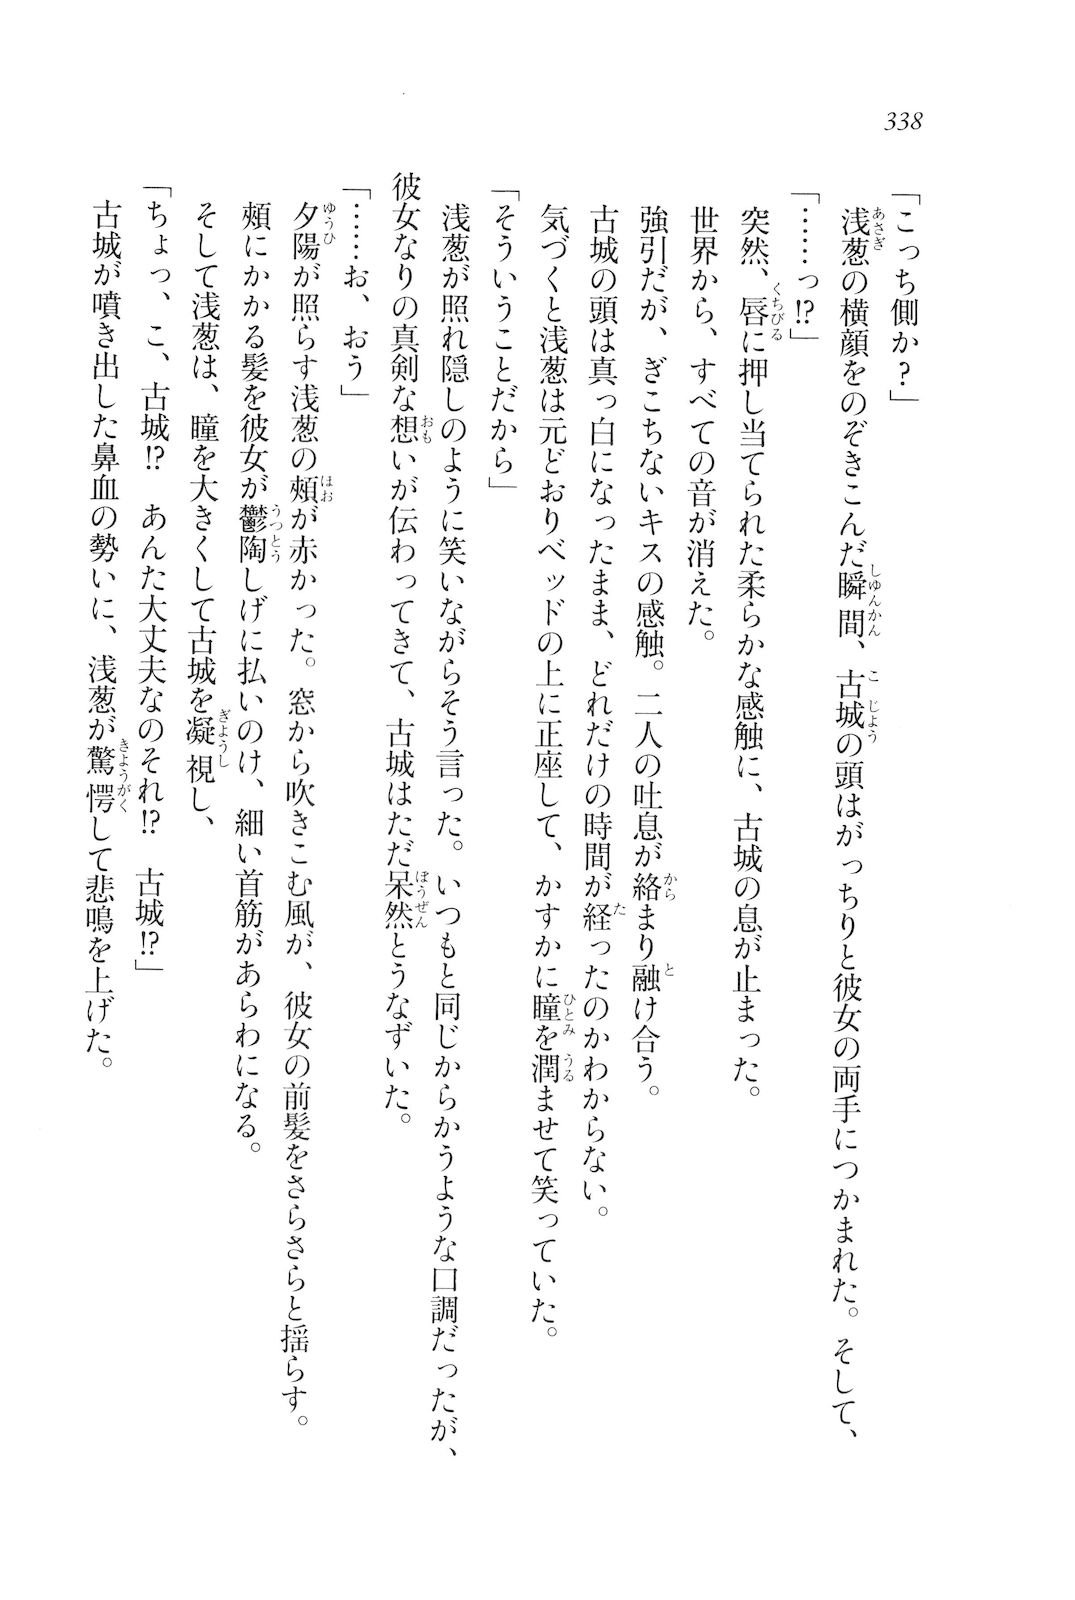 338
「こっち側か？」
浅葱の横顔をのぞきこんだ瞬間、古城の頭はがっちりと彼女の両手につかまれた。そして、
「……っ!?」
突然、唇に押し当てられた柔らかな感触に、古城の息が止まった。
世界から、すべての音が消えた。
強引だが、ぎこちないキスの感触。二人の吐息が絡まり融け合う。
古城の頭は真っ白になったまま、どれだけの時間が経ったのかわからない。
気づくと浅葱は元どおりベッドの上に正座して、かすかに瞳を潤ませて笑っていた。
「そういうことだから」
浅葱が照れ隠しのように笑いながらそう言った。いつもと同じからかうような口調だったが、
彼女なりの真剣な想いが伝わってきて、古城はただ呆然とうなずいた。
「……お、おう」
夕陽が照らす浅葱の頰が赤かった。窓から吹きこむ風が、彼女の前髪をさらさらと揺らす。
頰にかかる髪を彼女が鬱陶しげに払いのけ、細い首筋があらわになる。
そして浅葱は、瞳を大きくして古城を凝視し、
「ちょっ、こ、古城!?　あんた大丈夫なのそれ!?　古城!?」
古城が噴き出した鼻血の勢いに、浅葱が驚愕して悲鳴を上げた。